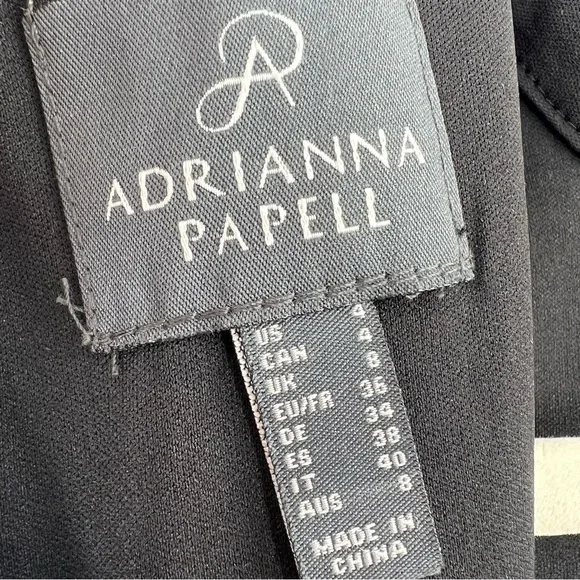 ADRIANNA
PAPELL
US 4
CAN 4
UK 8
EU/FR 36
DE 34
ES 38
IT 40
AUS 8
MADE IN
CHINA